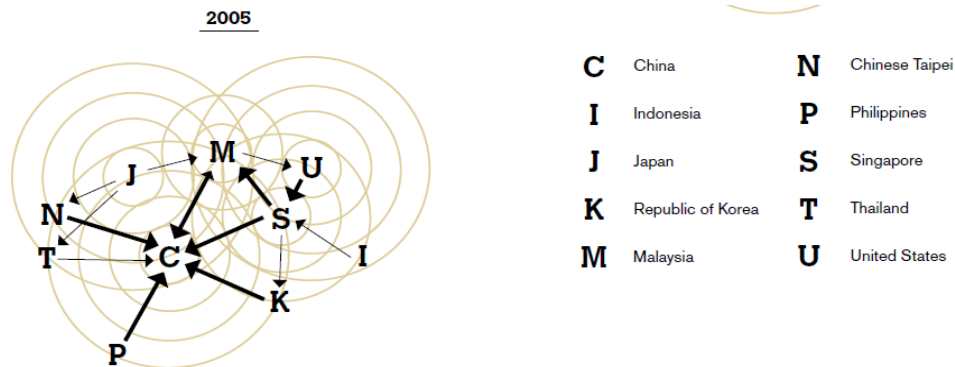 2005
M
J
U
N
S
T
C
I
K
P
C China
I Indonesia
J Japan
K Republic of Korea
M Malaysia
N Chinese Taipei
P Philippines
S Singapore
T Thailand
U United States